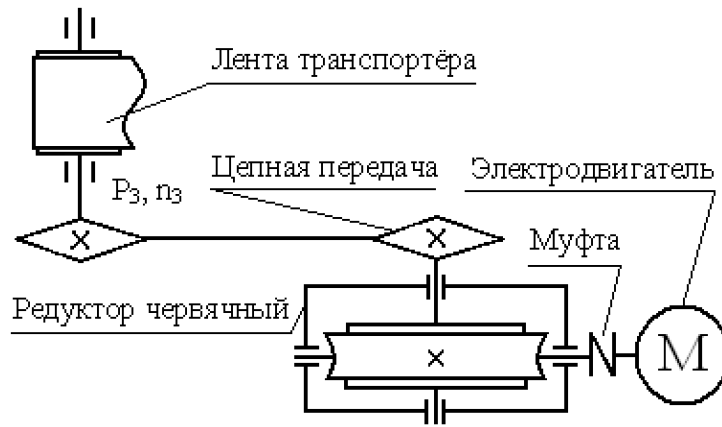 Лента транспортёра
Цепная передача
Электродвигатель
P₃, n₃
Муфта
Редуктор червячный
M